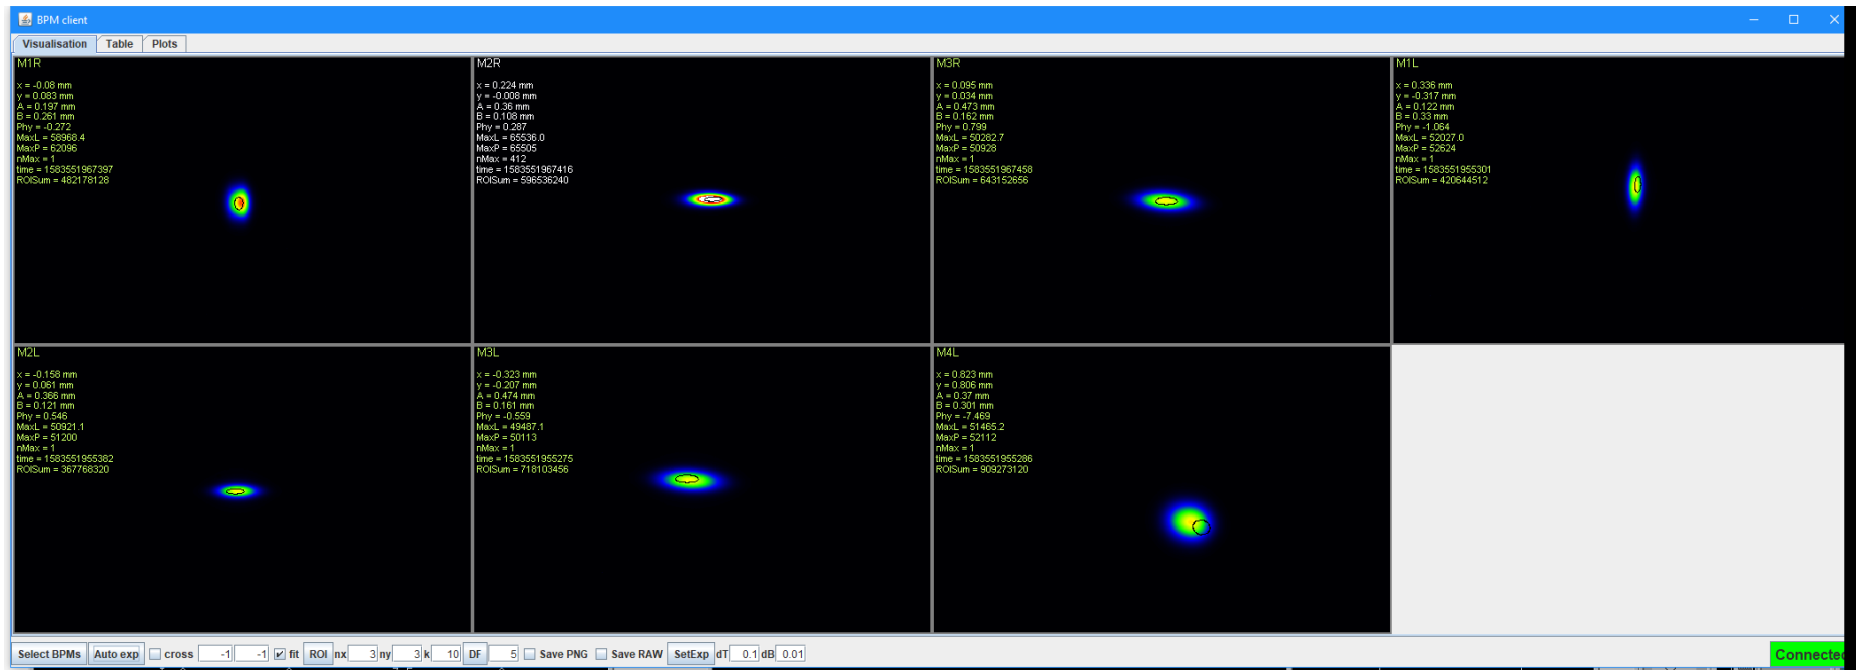 BPM client
Visualisation Table Plots
M1R
x = -0.08 mm
y = 0.083 mm
A = 0.197 mm
B = 0.261 mm
Phy = -0.272
MaxL = 58968.4
MaxP = 62096
nMax = 1
time = 1583551967397
ROISum = 482178128
M2R
x = 0.224 mm
y = -0.008 mm
A = 0.36 mm
B = 0.108 mm
Phy = 0.287
MaxL = 65536.0
MaxP = 65505
nMax = 412
time = 1583551967416
ROISum = 596536240
M3R
x = 0.095 mm
y = 0.034 mm
A = 0.473 mm
B = 0.162 mm
Phy = 0.799
MaxL = 50282.7
MaxP = 50928
nMax = 1
time = 1583551967458
ROISum = 643152656
M1L
x = 0.336 mm
y = -0.317 mm
A = 0.122 mm
B = 0.33 mm
Phy = -1.064
MaxL = 52027.0
MaxP = 52624
nMax = 1
time = 1583551955301
ROISum = 420644512
M2L
x = -0.158 mm
y = 0.061 mm
A = 0.366 mm
B = 0.121 mm
Phy = 0.546
MaxL = 50921.1
MaxP = 51200
nMax = 1
time = 1583551955382
ROISum = 367768320
M3L
x = -0.323 mm
y = -0.207 mm
A = 0.474 mm
B = 0.161 mm
Phy = -0.559
MaxL = 49487.1
MaxP = 50113
nMax = 1
time = 1583551955275
ROISum = 718103456
M4L
x = 0.823 mm
y = 0.806 mm
A = 0.37 mm
B = 0.301 mm
Phy = -7.469
MaxL = 51465.2
MaxP = 52112
nMax = 1
time = 1583551955286
ROISum = 909273120
Select BPMs Auto exp cross -1 -1 fit ROI nx 3 ny 3 k 10 DF 5 Save PNG Save RAW SetExp dT 0.1 dB 0.01 Connecte